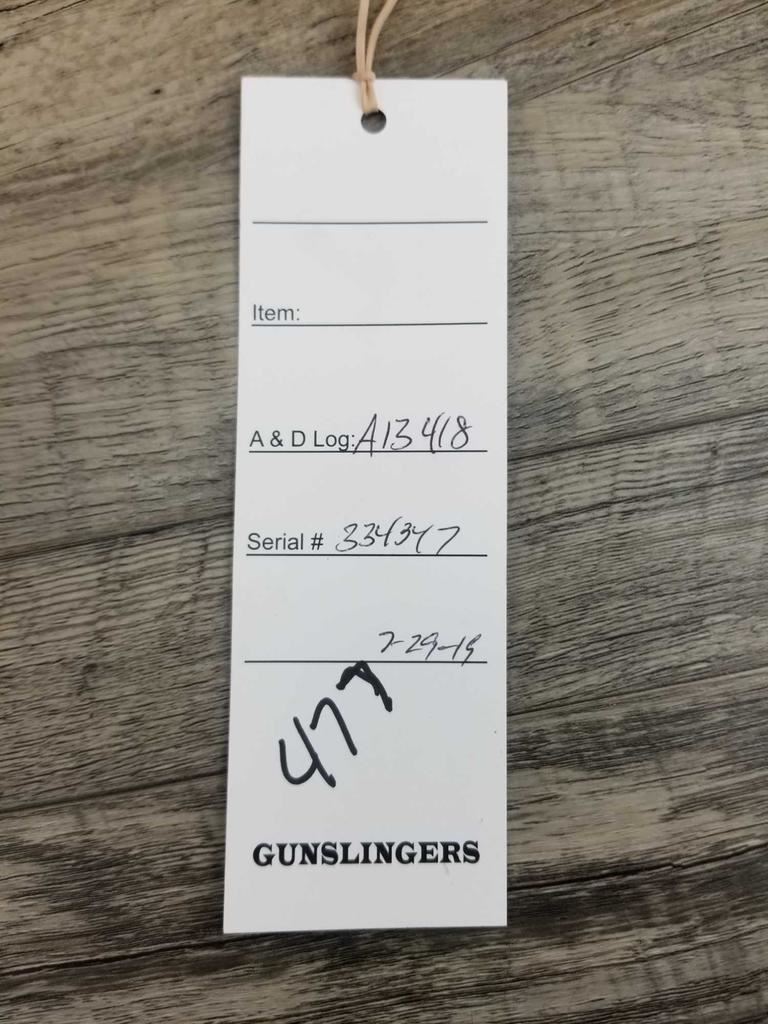 Item:
A & D Log: A13418
Serial # 334347
7-29-19
477
GUNSLINGERS